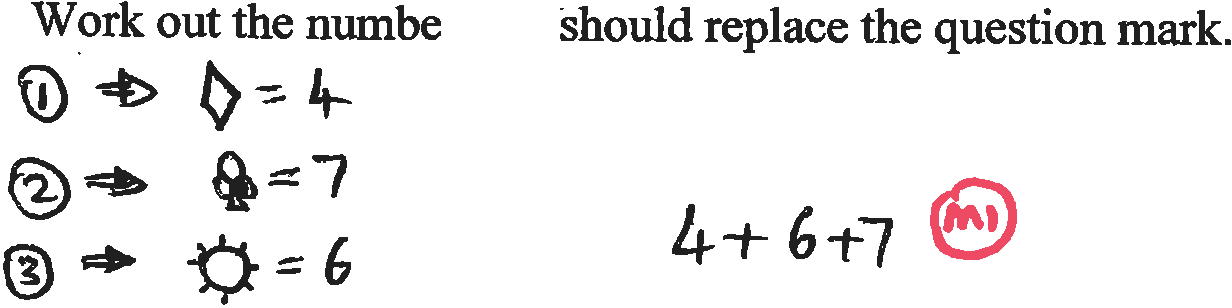 Work out the numbe should replace the question mark.
① ⇒ ◊ = 4
② ⇒ ♣ = 7
③ ⇒ ☼ = 6
4 + 6 + 7 M1